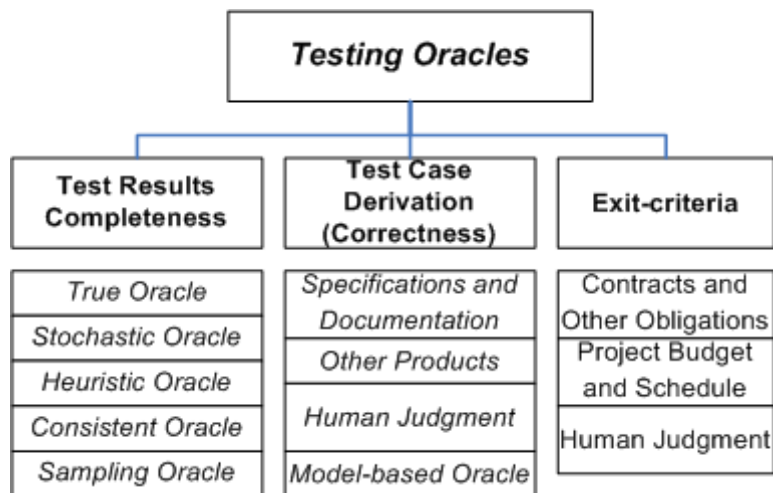 Testing Oracles
Test Results
Completeness
Test Case
Derivation
(Correctness)
Exit-criteria
True Oracle
Stochastic Oracle
Heuristic Oracle
Consistent Oracle
Sampling Oracle
Specifications and
Documentation
Other Products
Human Judgment
Model-based Oracle
Contracts and
Other Obligations
Project Budget
and Schedule
Human Judgment